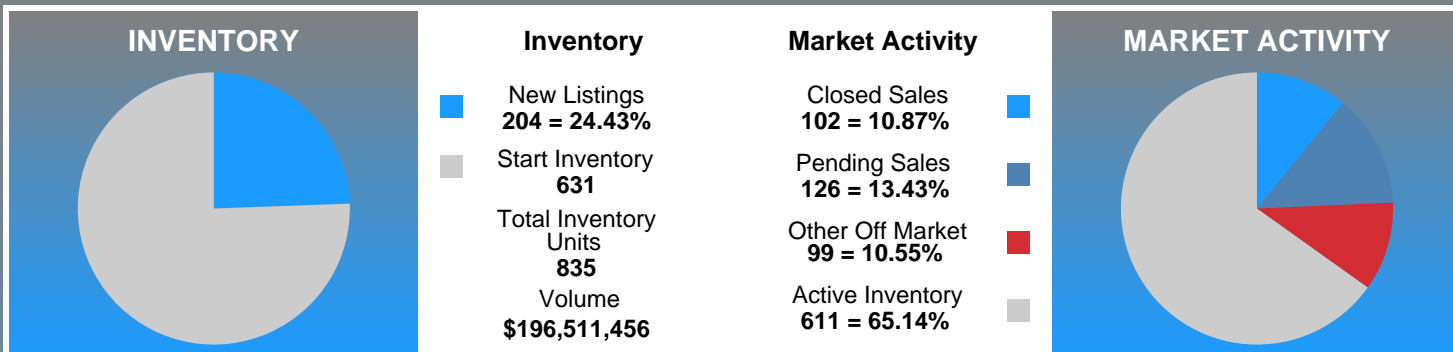 INVENTORY
Inventory
New Listings
204 = 24.43%
Start Inventory
631
Total Inventory
Units
835
Volume
$196,511,456
Market Activity
Closed Sales
102 = 10.87%
Pending Sales
126 = 13.43%
Other Off Market
99 = 10.55%
Active Inventory
611 = 65.14%
MARKET ACTIVITY